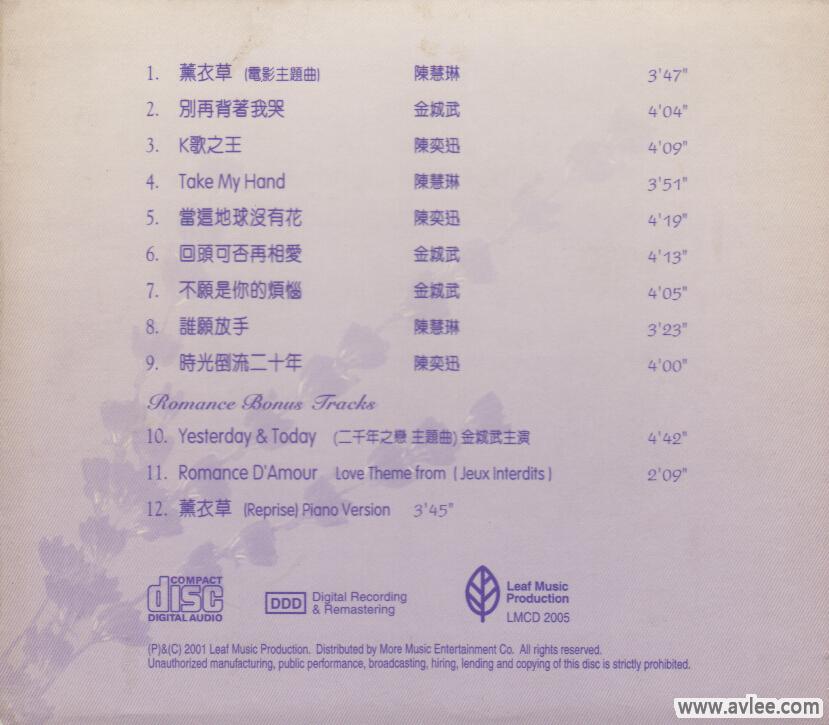 1. 薰衣草 (電影主題曲) 陳慧琳 3'47"
2. 別再背著我哭 金城武 4'04"
3. K歌之王 陳奕迅 4'09"
4. Take My Hand 陳慧琳 3'51"
5. 當這地球沒有花 陳奕迅 4'19"
6. 回頭可否再相愛 金城武 4'13"
7. 不願是你的煩惱 金城武 4'05"
8. 誰願放手 陳慧琳 3'23"
9. 時光倒流二十年 陳奕迅 4'00"
Romance Bonus Tracks
10. Yesterday & Today (二千年之戀 主題曲) 金城武主演 4'42"
11. Romance D'Amour Love Theme from ( Jeux Interdits ) 2'09"
12. 薰衣草 (Reprise) Piano Version 3'45"
COMPACT
disc
DIGITAL AUDIO
DDD
Digital Recording
& Remastering
Leaf Music
Production
LMCD 2005
(P)&(C) 2001 Leaf Music Production. Distributed by More Music Entertainment Co. All rights reserved.
Unauthorized manufacturing, public performance, broadcasting, hiring, lending and copying of this disc is strictly prohibited.
www.avlee.com